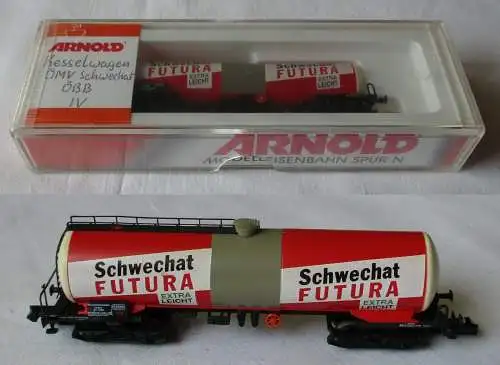 ARNOLD
Kesselwagen
ÖMV Schwechat
ÖBB
IV
Schwechat
FUTURA
EXTRA
LEICHT
Schwechat
FUTURA
EXTRA
LEICHT
ARNOLD
MODELLEISENBAHN SPUR N
Schwechat
FUTURA
EXTRA
LEICHT
Schwechat
FUTURA
EXTRA
LEICHT